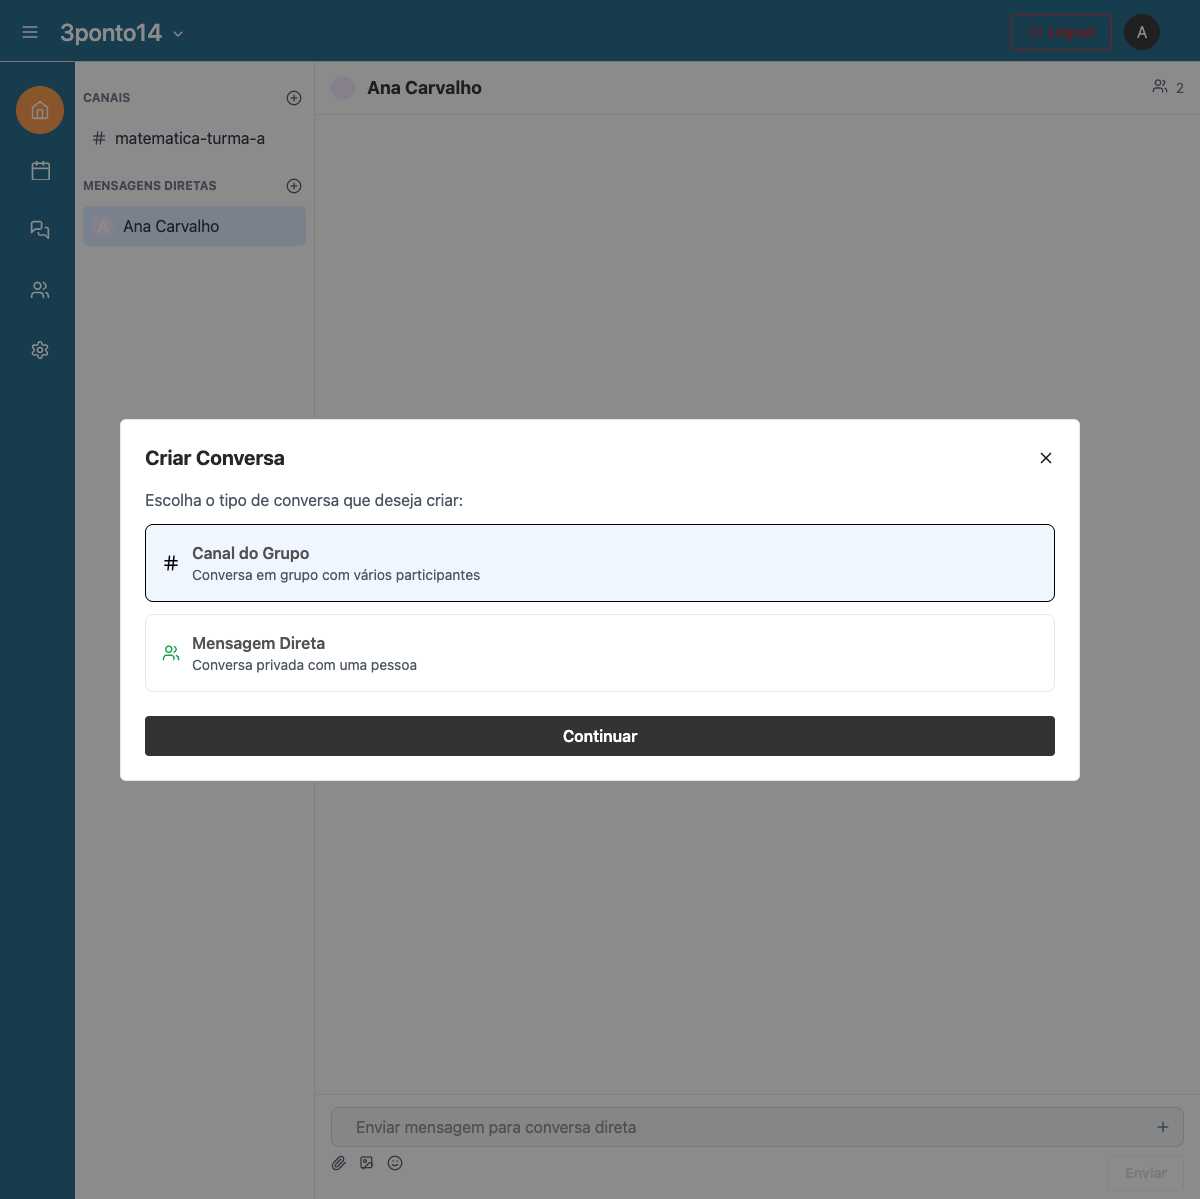 3ponto14
Logout
A
CANAIS
# matematica-turma-a
MENSAGENS DIRETAS
A Ana Carvalho
Ana Carvalho
2
Criar Conversa
Escolha o tipo de conversa que deseja criar:
Canal do Grupo
Conversa em grupo com vários participantes
Mensagem Direta
Conversa privada com uma pessoa
Continuar
Enviar mensagem para conversa direta
Enviar